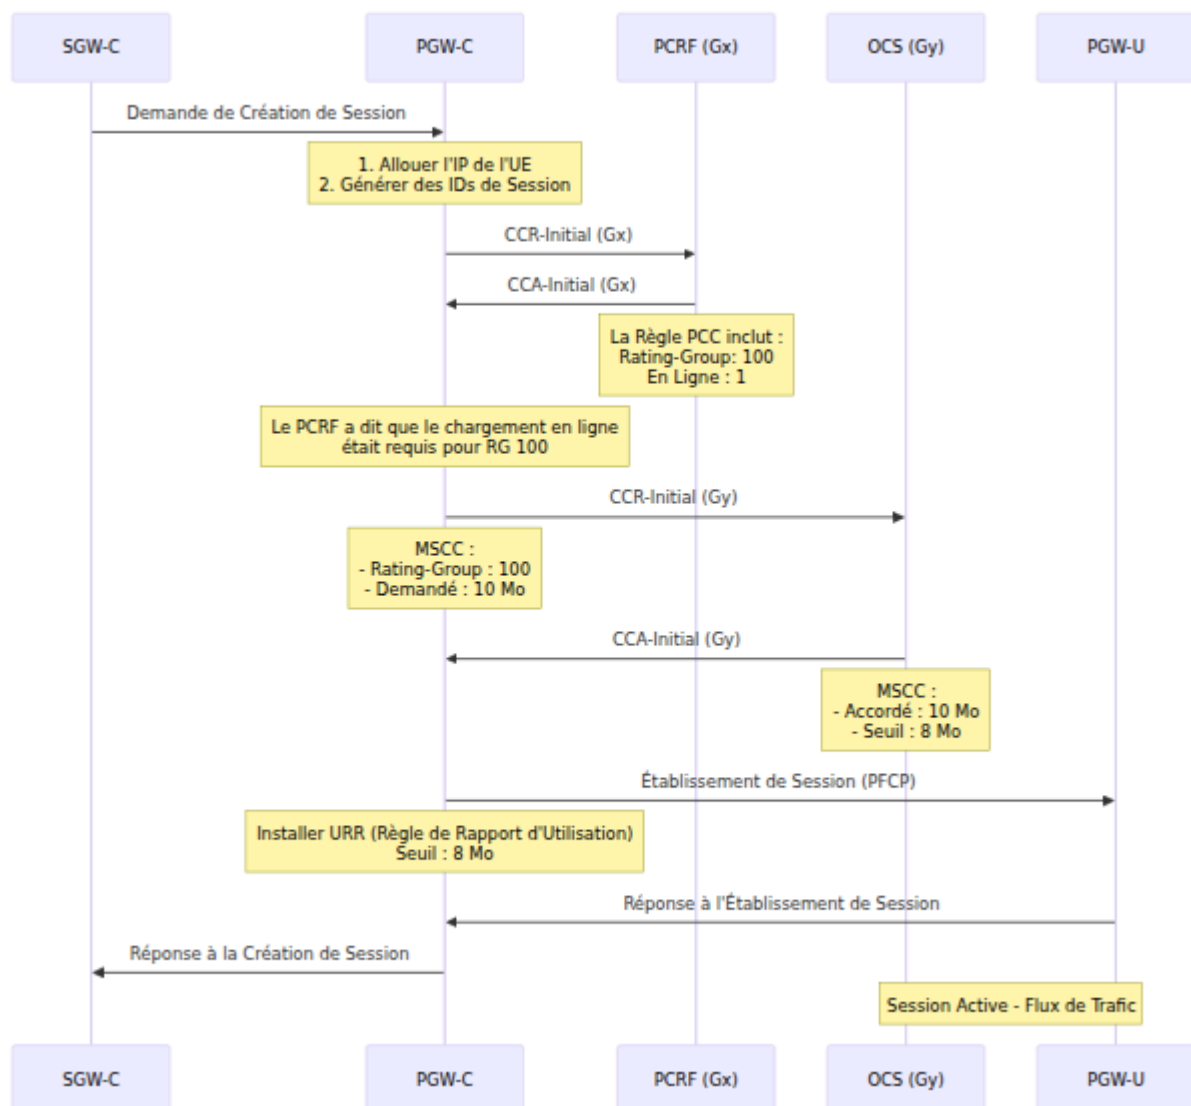 SGW-C
PGW-C
PCRF (Gx)
OCS (Gy)
PGW-U
Demande de Création de Session
1. Allouer l'IP de l'UE
2. Générer des IDs de Session
CCR-Initial (Gx)
CCA-Initial (Gx)
La Règle PCC inclut :
Rating-Group: 100
En Ligne : 1
Le PCRF a dit que le chargement en ligne
était requis pour RG 100
CCR-Initial (Gy)
MSCC :
- Rating-Group : 100
- Demandé : 10 Mo
CCA-Initial (Gy)
MSCC :
- Accordé : 10 Mo
- Seuil : 8 Mo
Établissement de Session (PFCP)
Installer URR (Règle de Rapport d'Utilisation)
Seuil : 8 Mo
Réponse à l'Établissement de Session
Réponse à la Création de Session
Session Active - Flux de Trafic
SGW-C
PGW-C
PCRF (Gx)
OCS (Gy)
PGW-U